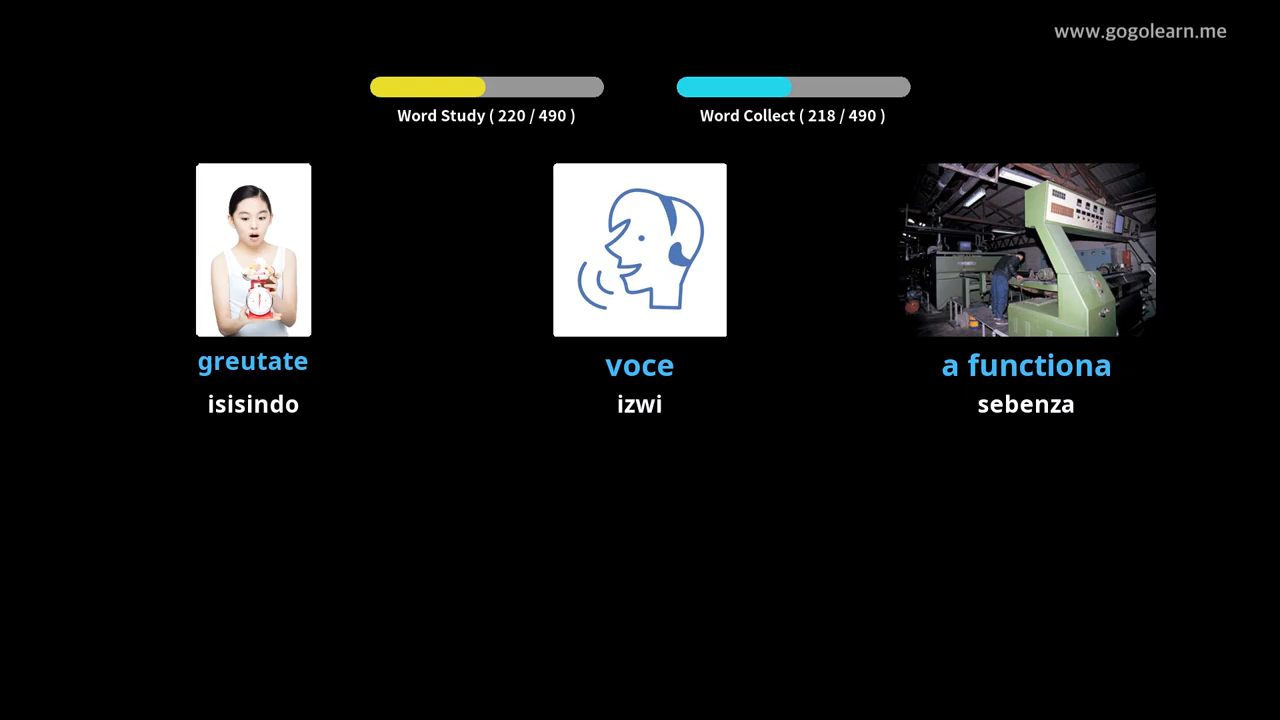 www.gogolearn.me
Word Study ( 220 / 490 )
Word Collect ( 218 / 490 )
greutate
voce
a functiona
isisindo
izwi
sebenza